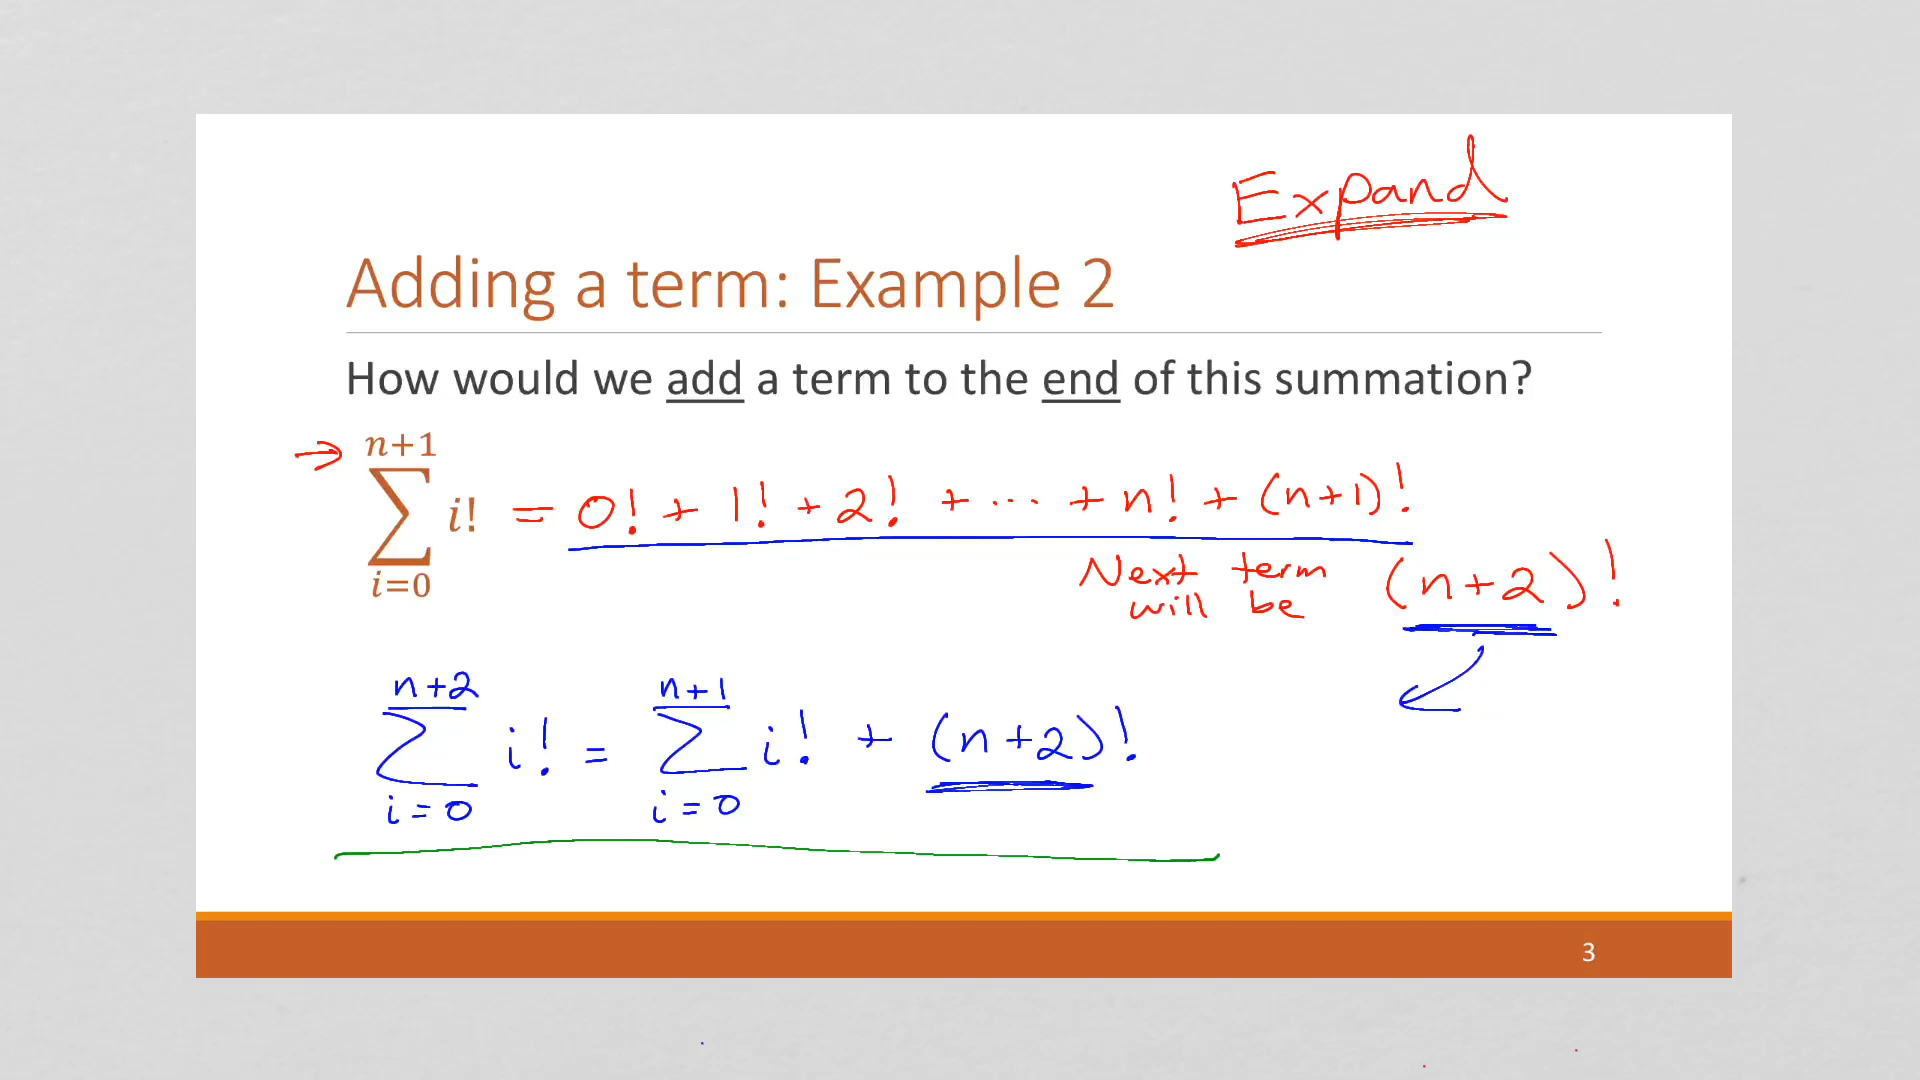 Expand
Adding a term: Example 2
How would we add a term to the end of this summation?
→ n+1
∑ i! = 0! + 1! + 2! + ... + n! + (n+1)!
i=0
Next term will be (n+2)!
n+2 n+1
∑ i! = ∑ i! + (n+2)!
i=0 i=0
3